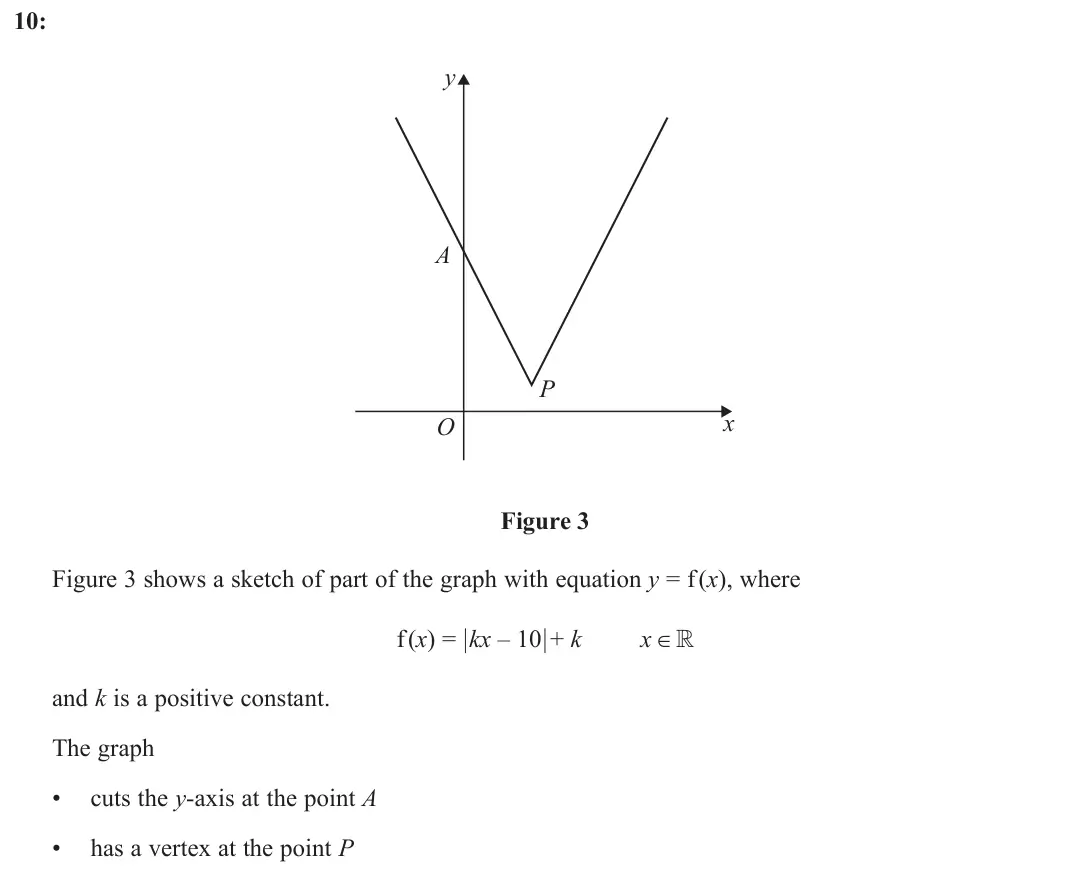 10:
y
A
P
O
x
Figure 3
Figure 3 shows a sketch of part of the graph with equation y = f(x), where
f(x) = |kx – 10| + k x ∈ ℝ
and k is a positive constant.
The graph
• cuts the y-axis at the point A
• has a vertex at the point P